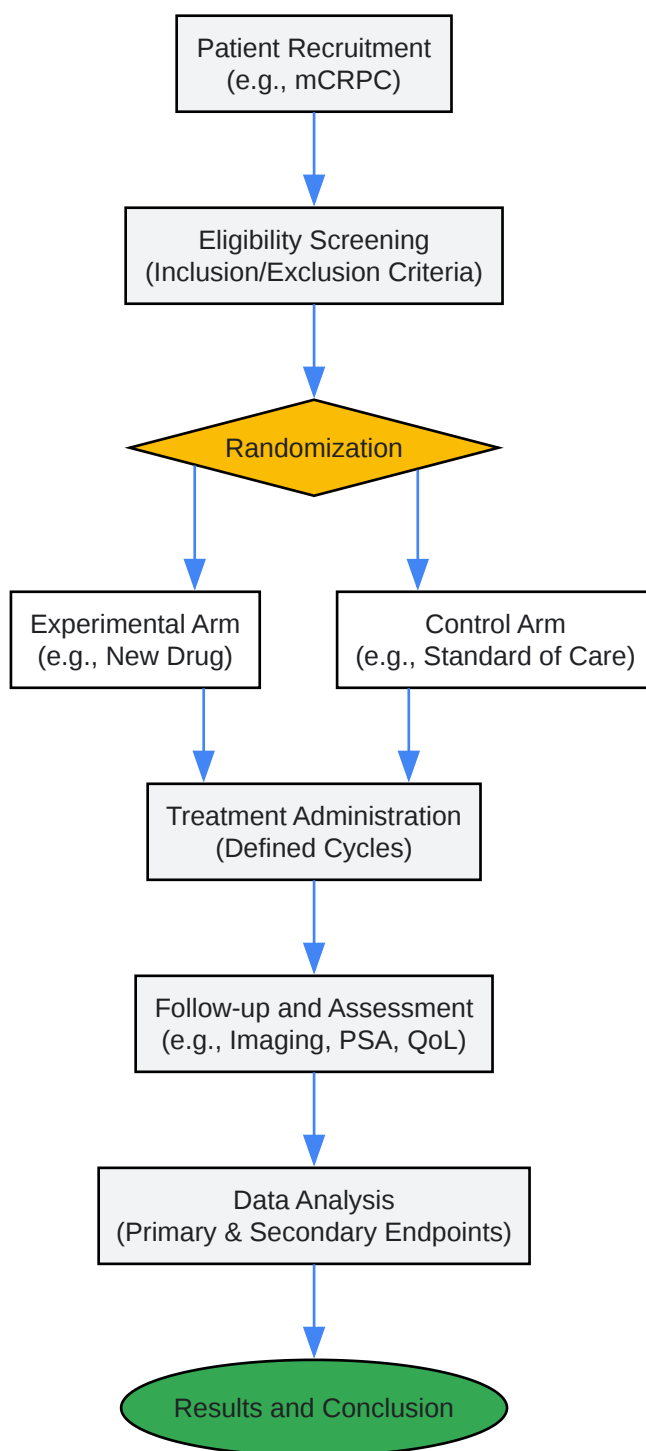 Patient Recruitment
(e.g., mCRPC)
Eligibility Screening
(Inclusion/Exclusion Criteria)
Randomization
Experimental Arm
(e.g., New Drug)
Control Arm
(e.g., Standard of Care)
Treatment Administration
(Defined Cycles)
Follow-up and Assessment
(e.g., Imaging, PSA, QoL)
Data Analysis
(Primary & Secondary Endpoints)
Results and Conclusion